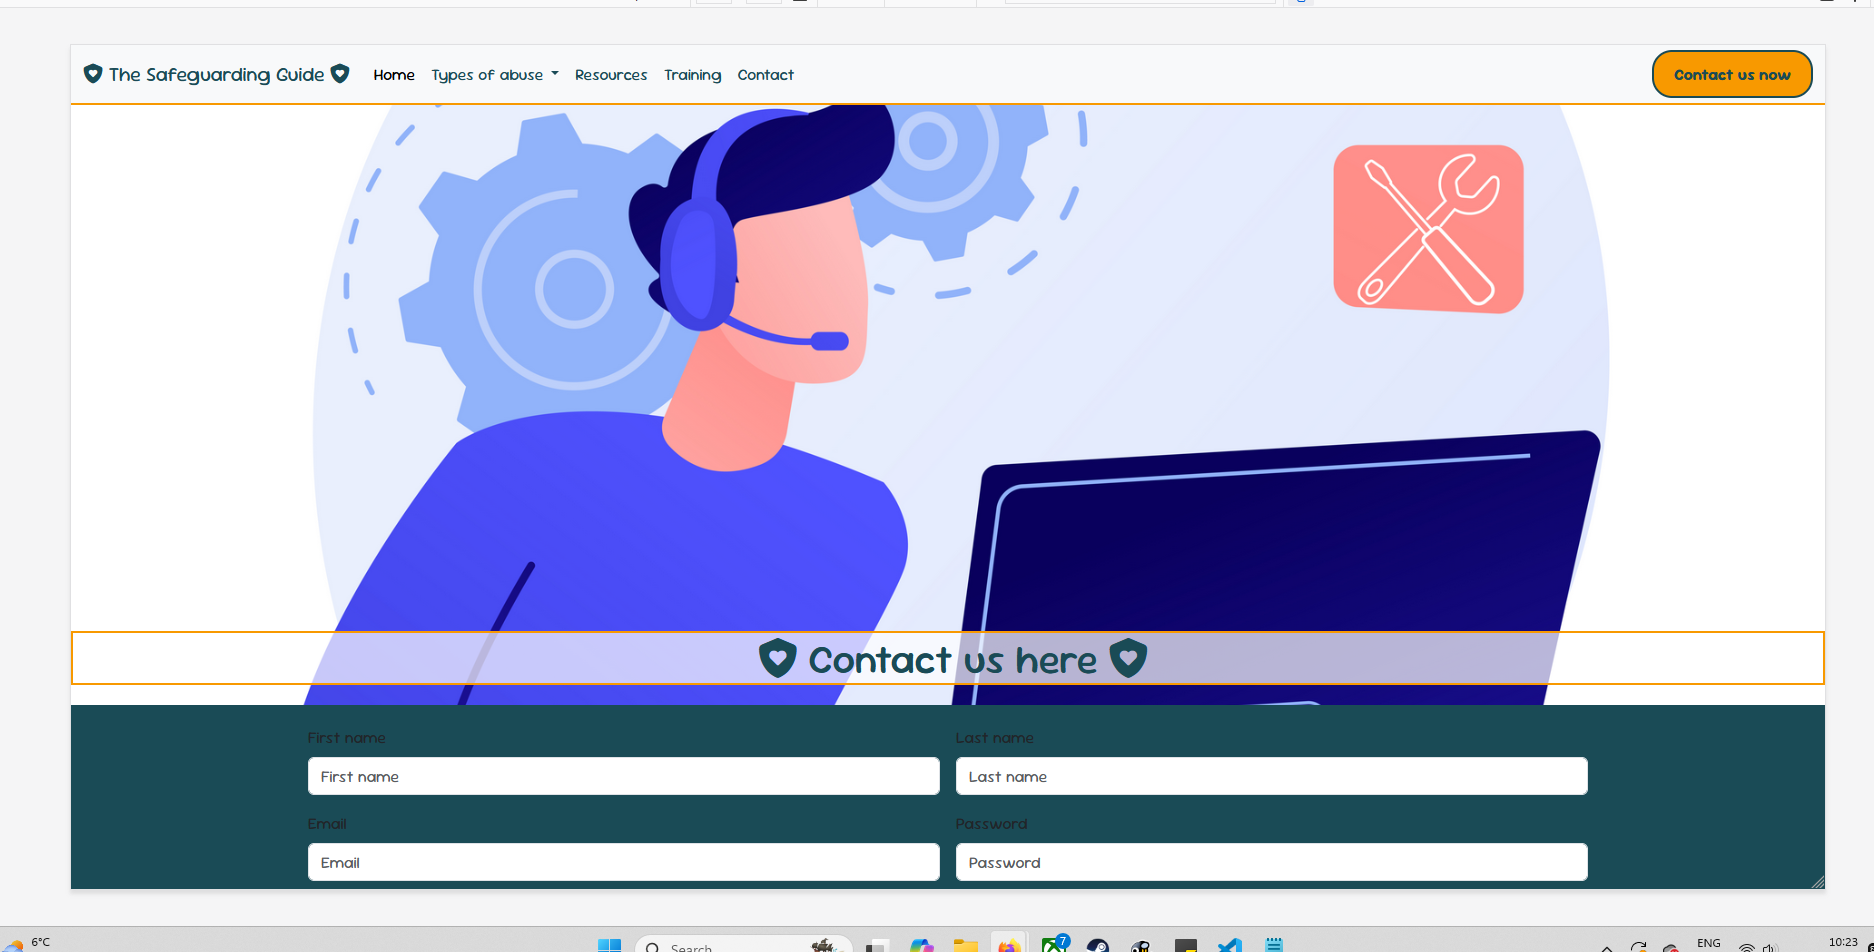 The Safeguarding Guide Home Types of abuse Resources Training Contact Contact us now
Contact us here
First name Last name
First name Last name
Email Password
Email Password
6°C
Search
7
ENG
10:23